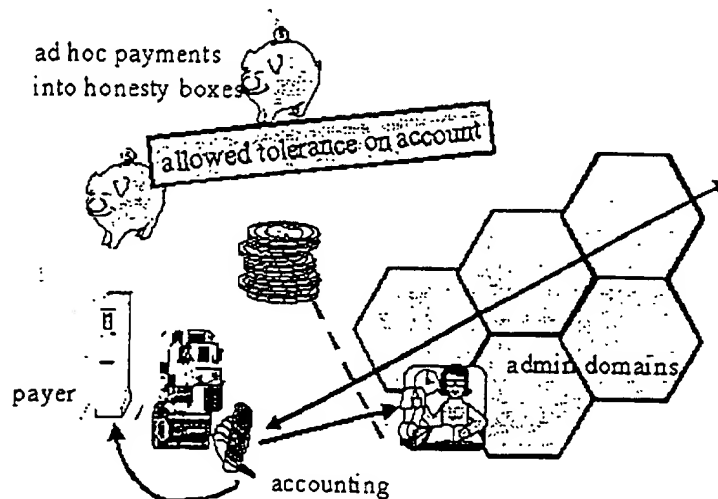 ad hoc payments
into honesty boxes
allowed tolerance on account
admin domains
payer
accounting